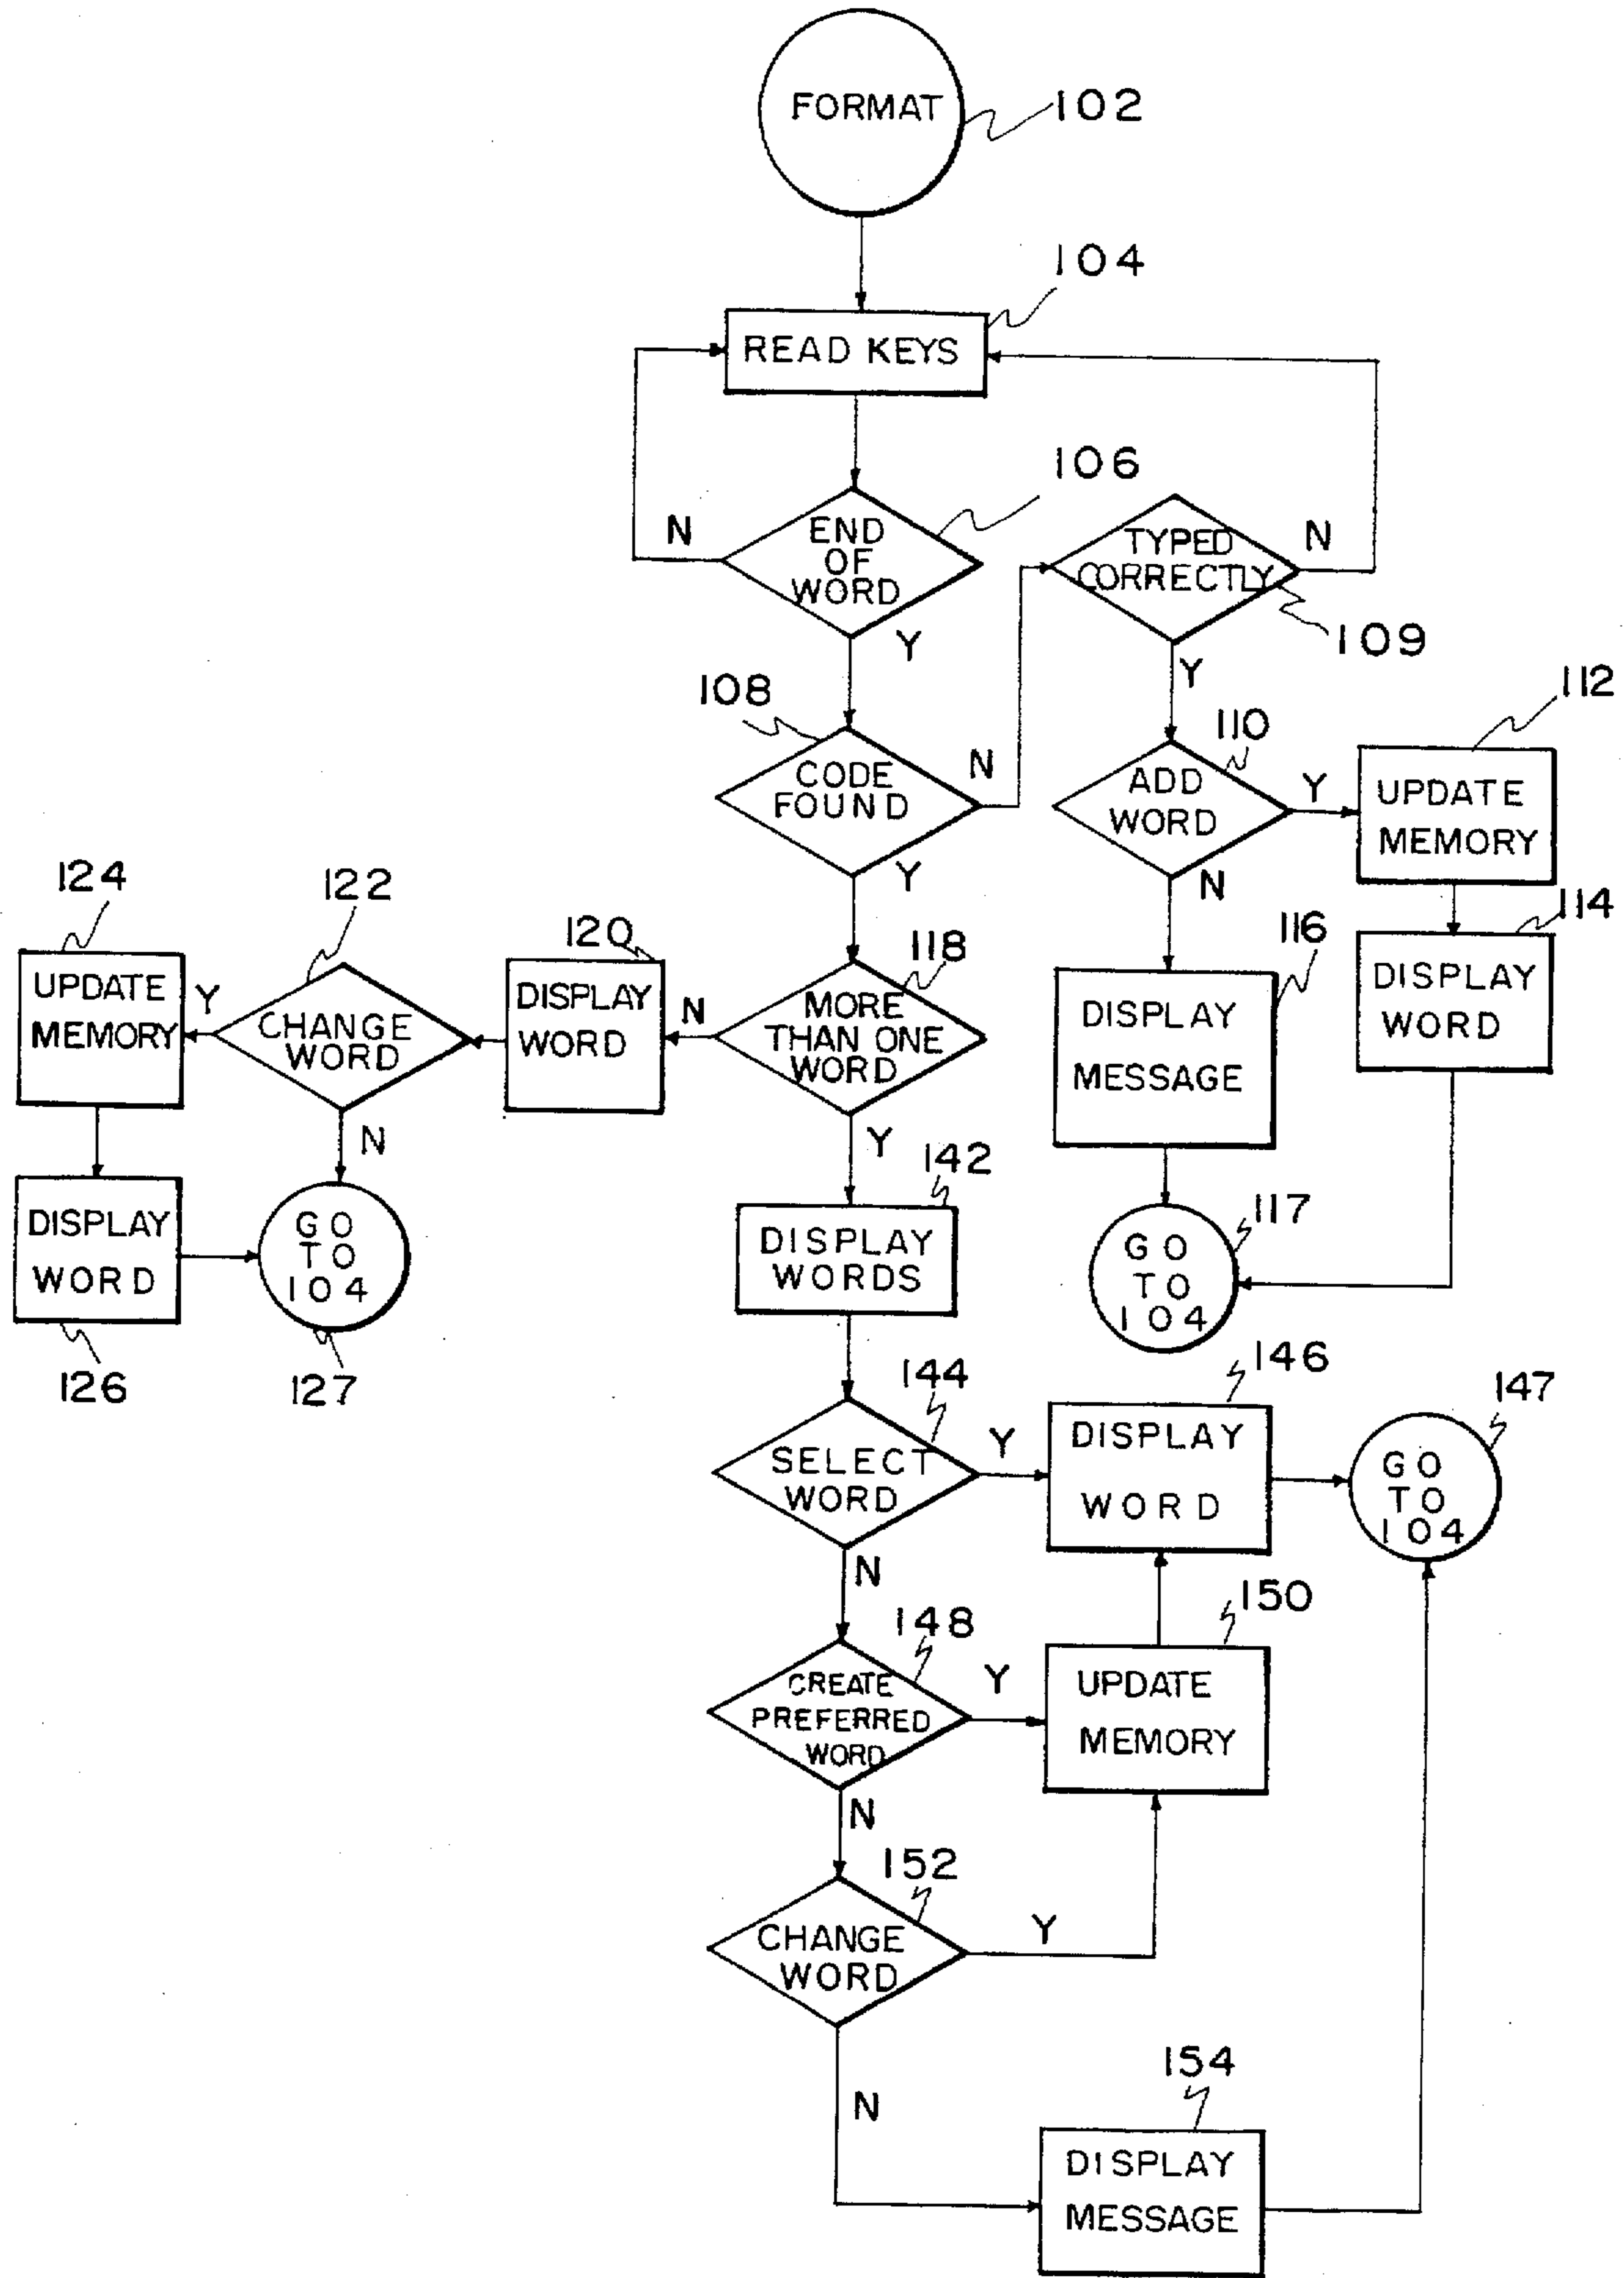 FORMAT
102
104
READ KEYS
106
END
OF
WORD
N
Y
TYPED
CORRECTLY
N
109
Y
108
CODE
FOUND
N
Y
110
ADD
WORD
Y
N
112
UPDATE
MEMORY
114
DISPLAY
WORD
116
DISPLAY
MESSAGE
117
GO
TO
104
118
MORE
THAN ONE
WORD
N
Y
120
DISPLAY
WORD
122
CHANGE
WORD
Y
N
124
UPDATE
MEMORY
126
DISPLAY
WORD
127
GO
TO
104
142
DISPLAY
WORDS
144
SELECT
WORD
Y
N
146
DISPLAY
WORD
147
GO
TO
104
148
CREATE
PREFERRED
WORD
Y
N
150
UPDATE
MEMORY
152
CHANGE
WORD
Y
N
154
DISPLAY
MESSAGE